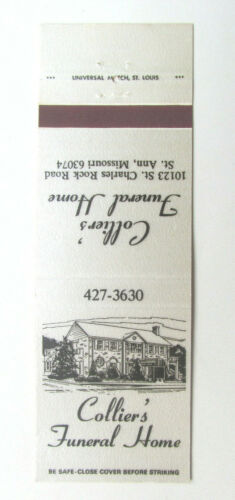 UNIVERSAL MATCH, ST. LOUIS
10123 St. Charles Rock Road
St. Ann, Missouri 63074
Collier's
Funeral Home
427-3630
Collier's
Funeral Home
BE SAFE-CLOSE COVER BEFORE STRIKING